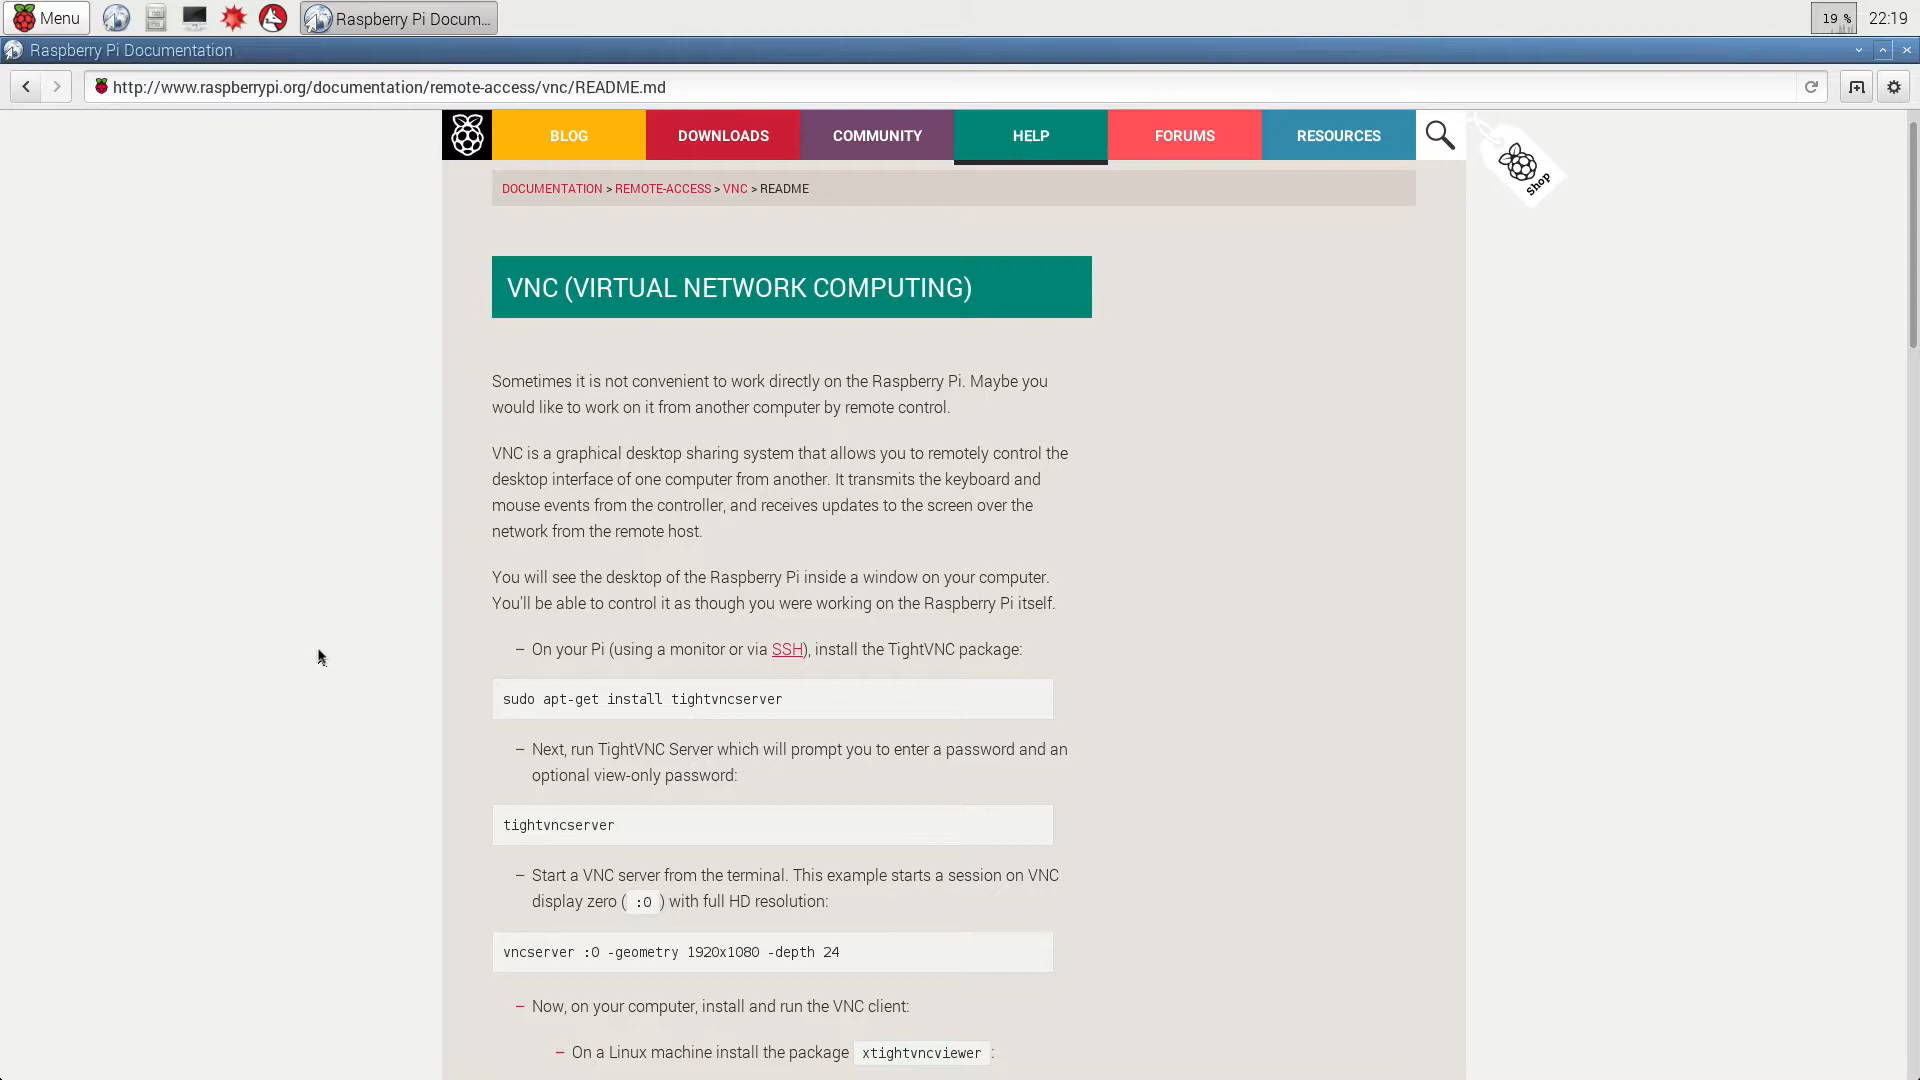 Menu
Raspberry Pi Docum...
19 %
22:19
Raspberry Pi Documentation
http://www.raspberrypi.org/documentation/remote-access/vnc/README.md
BLOG
DOWNLOADS
COMMUNITY
HELP
FORUMS
RESOURCES
shop
DOCUMENTATION > REMOTE-ACCESS > VNC > README
VNC (VIRTUAL NETWORK COMPUTING)
Sometimes it is not convenient to work directly on the Raspberry Pi. Maybe you
would like to work on it from another computer by remote control.
VNC is a graphical desktop sharing system that allows you to remotely control the
desktop interface of one computer from another. It transmits the keyboard and
mouse events from the controller, and receives updates to the screen over the
network from the remote host.
You will see the desktop of the Raspberry Pi inside a window on your computer.
You'll be able to control it as though you were working on the Raspberry Pi itself.
– On your Pi (using a monitor or via SSH), install the TightVNC package:
sudo apt-get install tightvncserver
– Next, run TightVNC Server which will prompt you to enter a password and an
optional view-only password:
tightvncserver
– Start a VNC server from the terminal. This example starts a session on VNC
display zero ( :0 ) with full HD resolution:
vncserver :0 -geometry 1920x1080 -depth 24
– Now, on your computer, install and run the VNC client:
– On a Linux machine install the package xtightvncviewer :